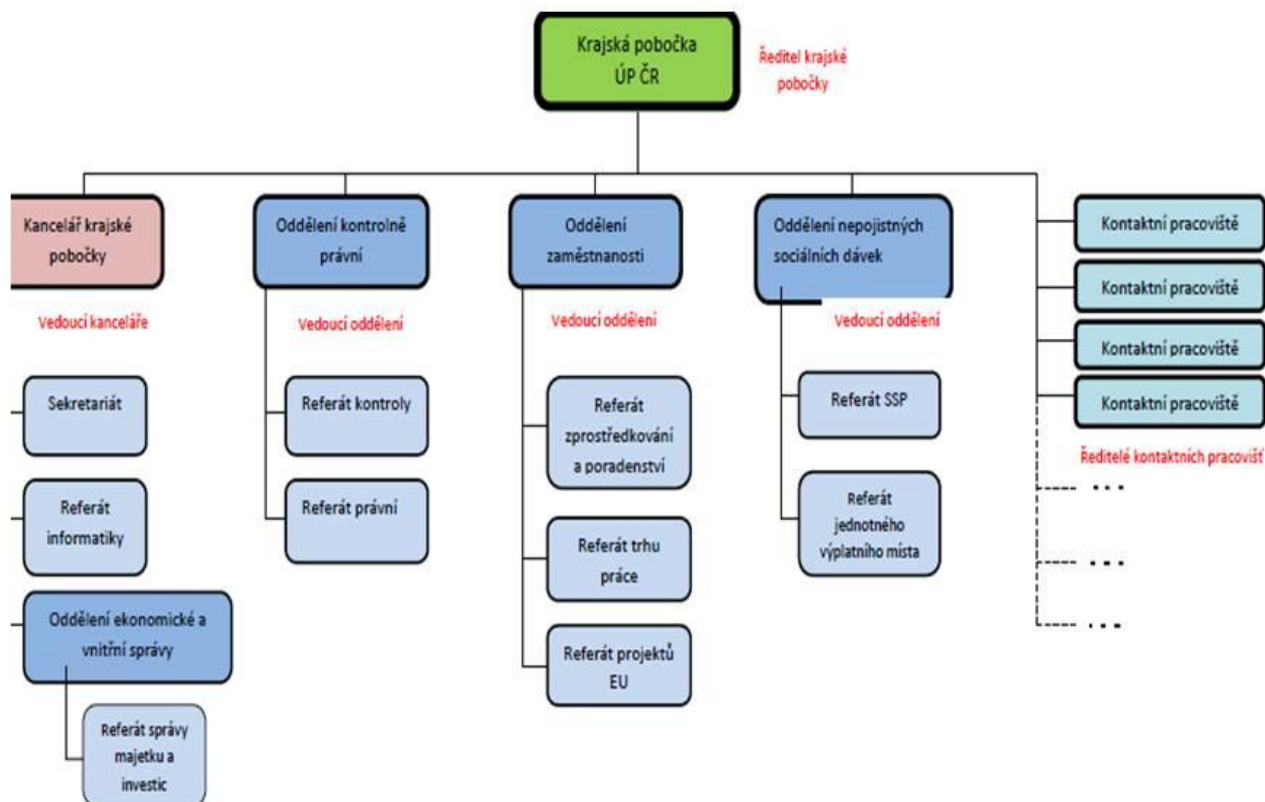 Krajská pobočka
ÚP ČR
Ředitel krajské
pobočky
Kancelář krajské
pobočky
Vedoucí kanceláře
Sekretariát
Referát
informatiky
Oddělení ekonomické a
vnitřní správy
Referát správy
majetku a
investic
Oddělení kontrolně
právní
Vedoucí oddělení
Referát kontroly
Referát právní
Oddělení
zaměstnanosti
Vedoucí oddělení
Referát
zprostředkování
a poradenství
Referát trhu
práce
Referát projektů
EU
Oddělení nepojistných
sociálních dávek
Vedoucí oddělení
Referát SSP
Referát
jednotného
výplatního místa
Kontaktní pracoviště
Kontaktní pracoviště
Kontaktní pracoviště
Kontaktní pracoviště
Ředitelé kontaktních pracovišť
...
...
...